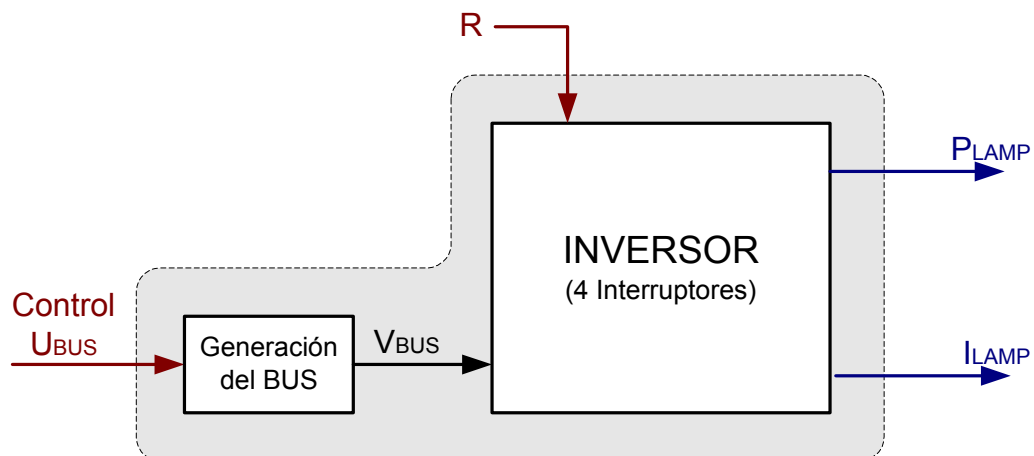 R
PLAMP
INVERSOR
(4 Interruptores)
Control
UBUS
Generación
del BUS
VBUS
ILAMP